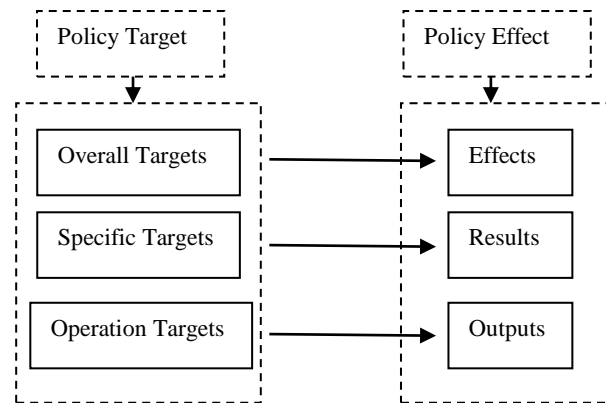 Policy Target
Policy Effect
Overall Targets
Effects
Specific Targets
Results
Operation Targets
Outputs